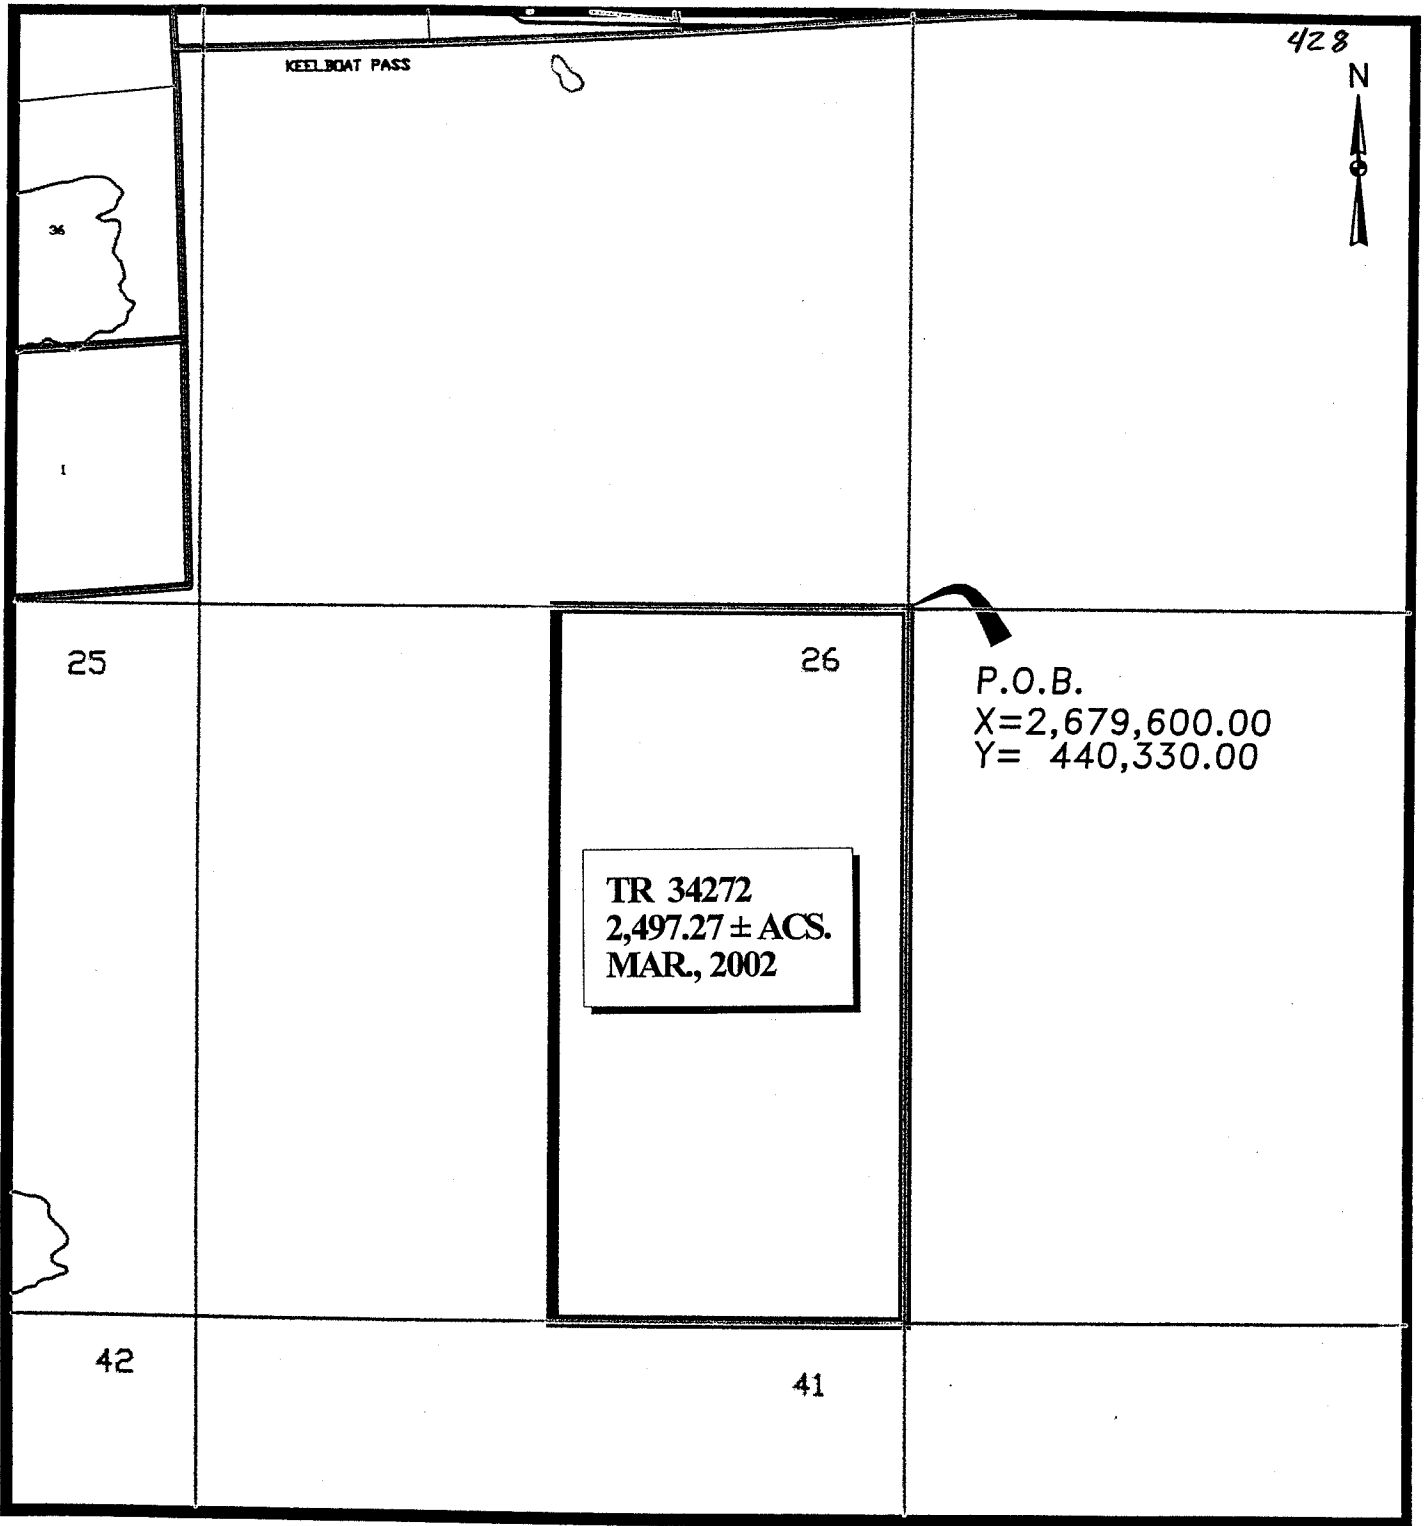 428
N
KEELBOAT PASS
36
1
25
26
P.O.B.
X=2,679,600.00
Y= 440,330.00
TR 34272
2,497.27 ± ACS.
MAR., 2002
42
41